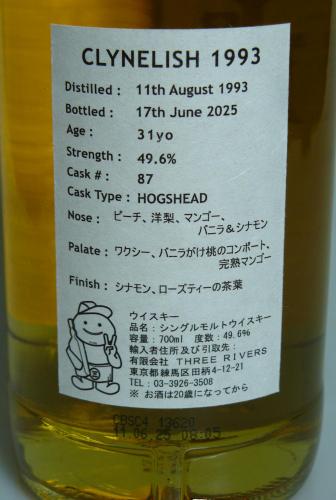 CLYNELISH 1993
Distilled : 11th August 1993
Bottled : 17th June 2025
Age : 31yo
Strength : 49.6%
Cask # : 87
Cask Type : HOGSHEAD
Nose : ピーチ、洋梨、マンゴー、
バニラ&シナモン
Palate : ワクシー、バニラがけ桃のコンポート、
完熟マンゴー
Finish : シナモン、ローズティーの茶葉
ウイスキー
品名:シングルモルトウイスキー
容量:700ml 度数:49.6%
輸入者住所及び引取先:
有限会社 THREE RIVERS
東京都練馬区田柄4-12-21
TEL:03-3926-3508
※ お酒は20歳になってから
CBSC4 13620
11.06.25 08:05